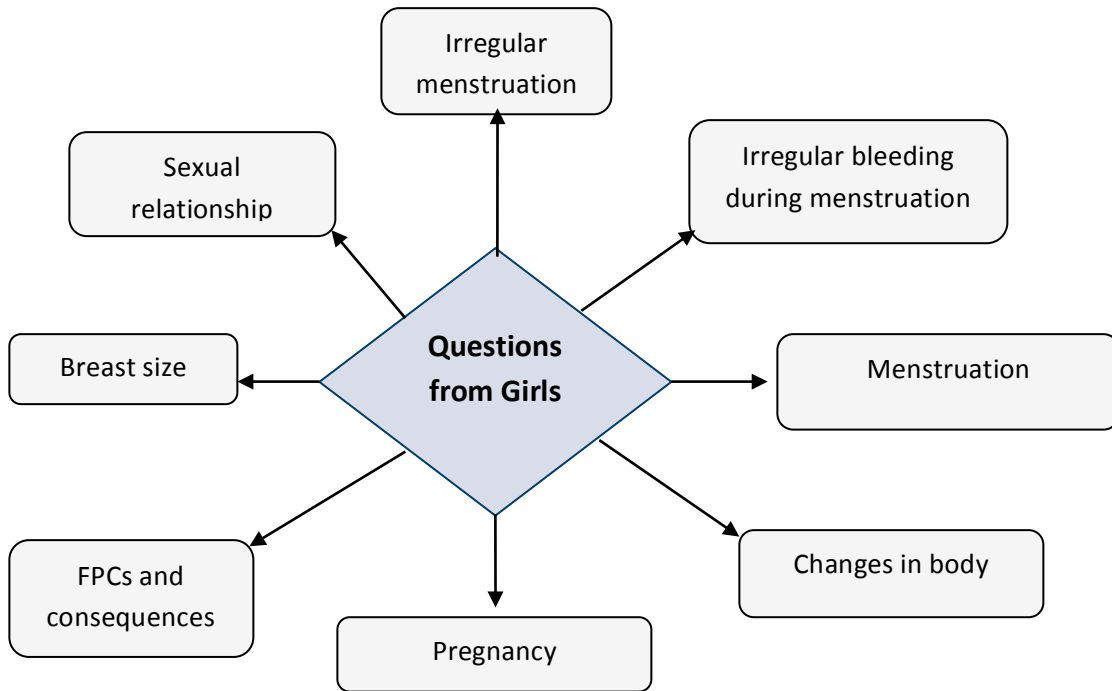 Irregular
menstruation
Sexual
relationship
Irregular bleeding
during menstruation
Questions
from Girls
Breast size
Menstruation
FPCs and
consequences
Changes in body
Pregnancy